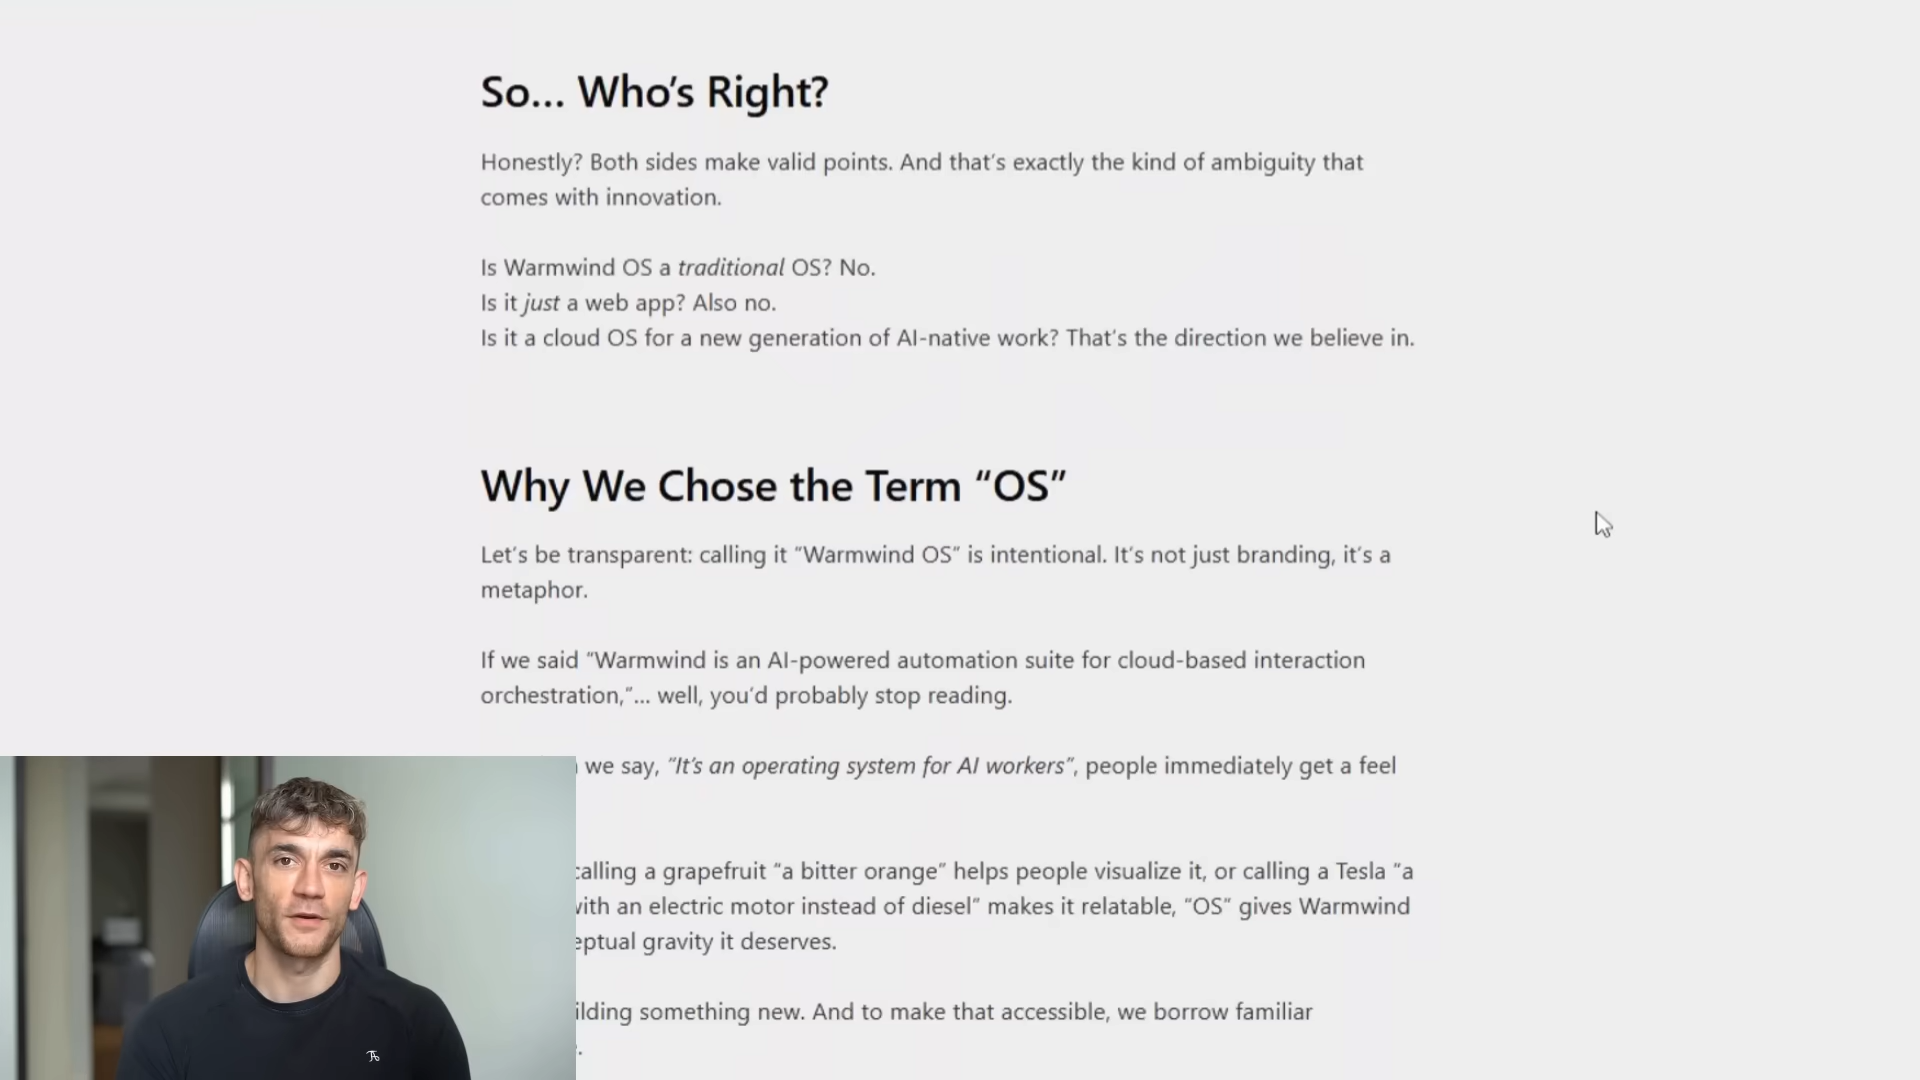 So... Who's Right?
Honestly? Both sides make valid points. And that's exactly the kind of ambiguity that
comes with innovation.
Is Warmwind OS a traditional OS? No.
Is it just a web app? Also no.
Is it a cloud OS for a new generation of AI-native work? That's the direction we believe in.
Why We Chose the Term “OS”
Let's be transparent: calling it “Warmwind OS” is intentional. It's not just branding, it's a
metaphor.
If we said “Warmwind is an AI-powered automation suite for cloud-based interaction
orchestration,”... well, you'd probably stop reading.
we say, “It's an operating system for AI workers”, people immediately get a feel
calling a grapefruit “a bitter orange” helps people visualize it, or calling a Tesla “a
with an electric motor instead of diesel” makes it relatable, “OS” gives Warmwind
eptual gravity it deserves.
ilding something new. And to make that accessible, we borrow familiar